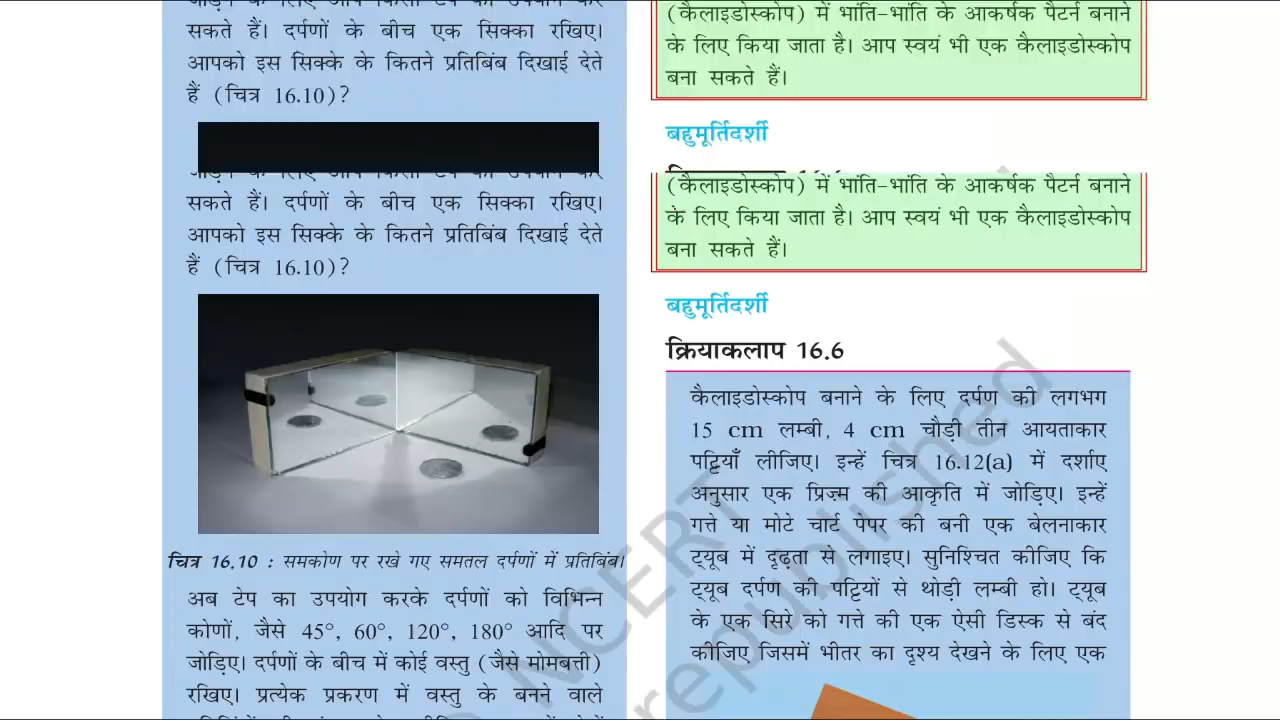 सकते हैं। दर्पणों के बीच एक सिक्का रखिए।
आपको इस सिक्के के कितने प्रतिबिंब दिखाई देते
हैं (चित्र 16.10)?
सकते हैं। दर्पणों के बीच एक सिक्का रखिए।
आपको इस सिक्के के कितने प्रतिबिंब दिखाई देते
हैं (चित्र 16.10)?
चित्र 16.10 : समकोण पर रखे गए समतल दर्पणों में प्रतिबिंब।
अब टेप का उपयोग करके दर्पणों को विभिन्न
कोणों, जैसे 45°, 60°, 120°, 180° आदि पर
जोड़िए। दर्पणों के बीच में कोई वस्तु (जैसे मोमबत्ती)
रखिए। प्रत्येक प्रकरण में वस्तु के बनने वाले
(कैलाइडोस्कोप) में भांति-भांति के आकर्षक पैटर्न बनाने
के लिए किया जाता है। आप स्वयं भी एक कैलाइडोस्कोप
बना सकते हैं।
बहुमूर्तिदर्शी
(कैलाइडोस्कोप) में भांति-भांति के आकर्षक पैटर्न बनाने
के लिए किया जाता है। आप स्वयं भी एक कैलाइडोस्कोप
बना सकते हैं।
बहुमूर्तिदर्शी
क्रियाकलाप 16.6
कैलाइडोस्कोप बनाने के लिए दर्पण की लगभग
15 cm लम्बी, 4 cm चौड़ी तीन आयताकार
पट्टियाँ लीजिए। इन्हें चित्र 16.12(a) में दर्शाए
अनुसार एक प्रिज़्म की आकृति में जोड़िए। इन्हें
गत्ते या मोटे चार्ट पेपर की बनी एक बेलनाकार
ट्यूब में दृढ़ता से लगाइए। सुनिश्चित कीजिए कि
ट्यूब दर्पण की पट्टियों से थोड़ी लम्बी हो। ट्यूब
के एक सिरे को गत्ते की एक ऐसी डिस्क से बंद
कीजिए जिसमें भीतर का दृश्य देखने के लिए एक
NCERT
republished